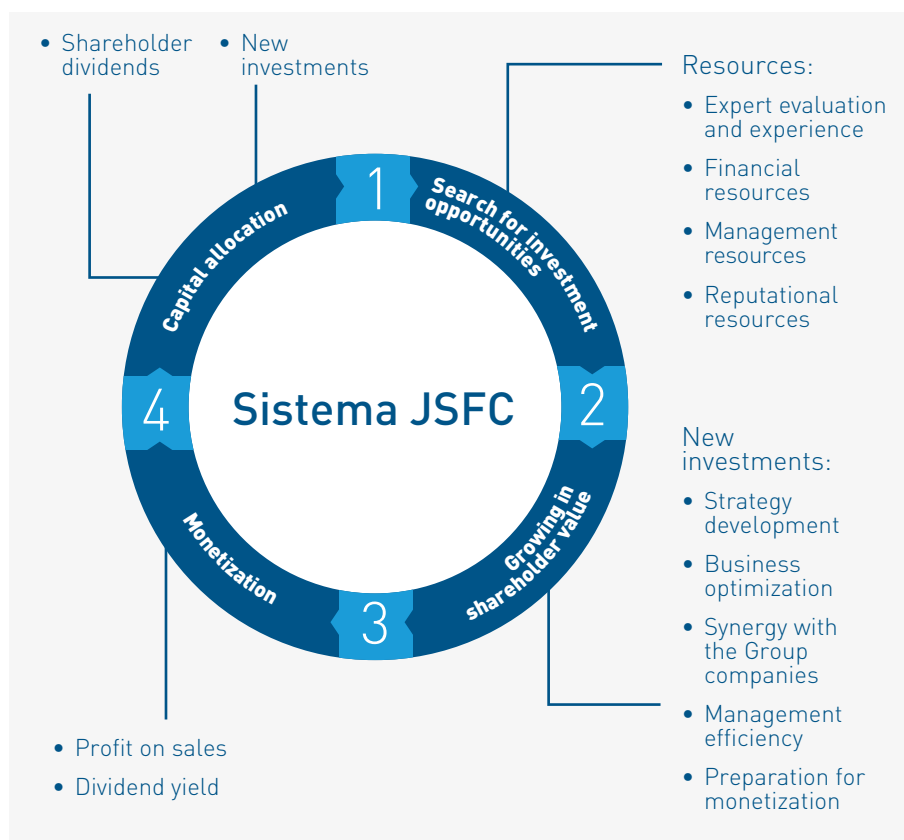 • Shareholder
dividends
• New
investments
Resources:
• Expert evaluation
and experience
• Financial
resources
• Management
resources
• Reputational
resources
1
Search for investment
opportunities
Capital allocation
Sistema JSFC
4
2
New
investments:
• Strategy
development
• Business
optimization
• Synergy with
the Group
companies
• Management
efficiency
• Preparation for
monetization
Growing in
shareholder value
Monetization
3
• Profit on sales
• Dividend yield